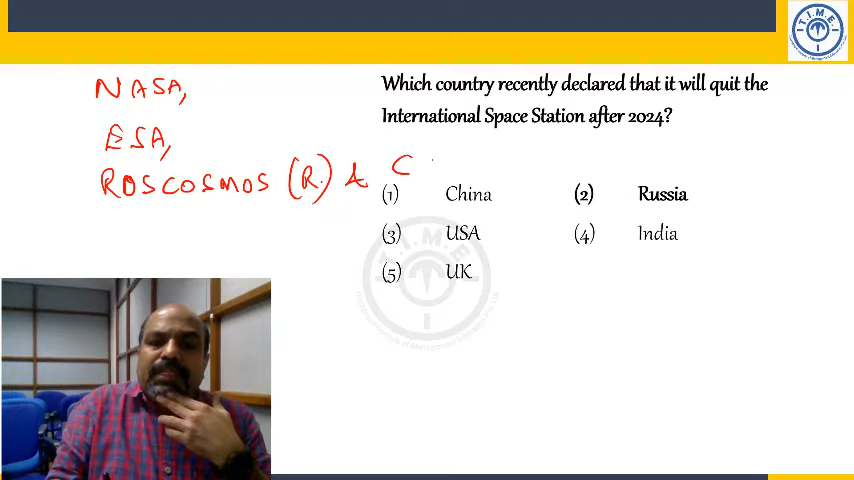 T.I.M.E.
NASA,
ESA,
ROSCOSMOS (R.) & C
Which country recently declared that it will quit the
International Space Station after 2024?
(1) China (2) Russia
(3) USA (4) India
(5) UK
T.I.M.E.